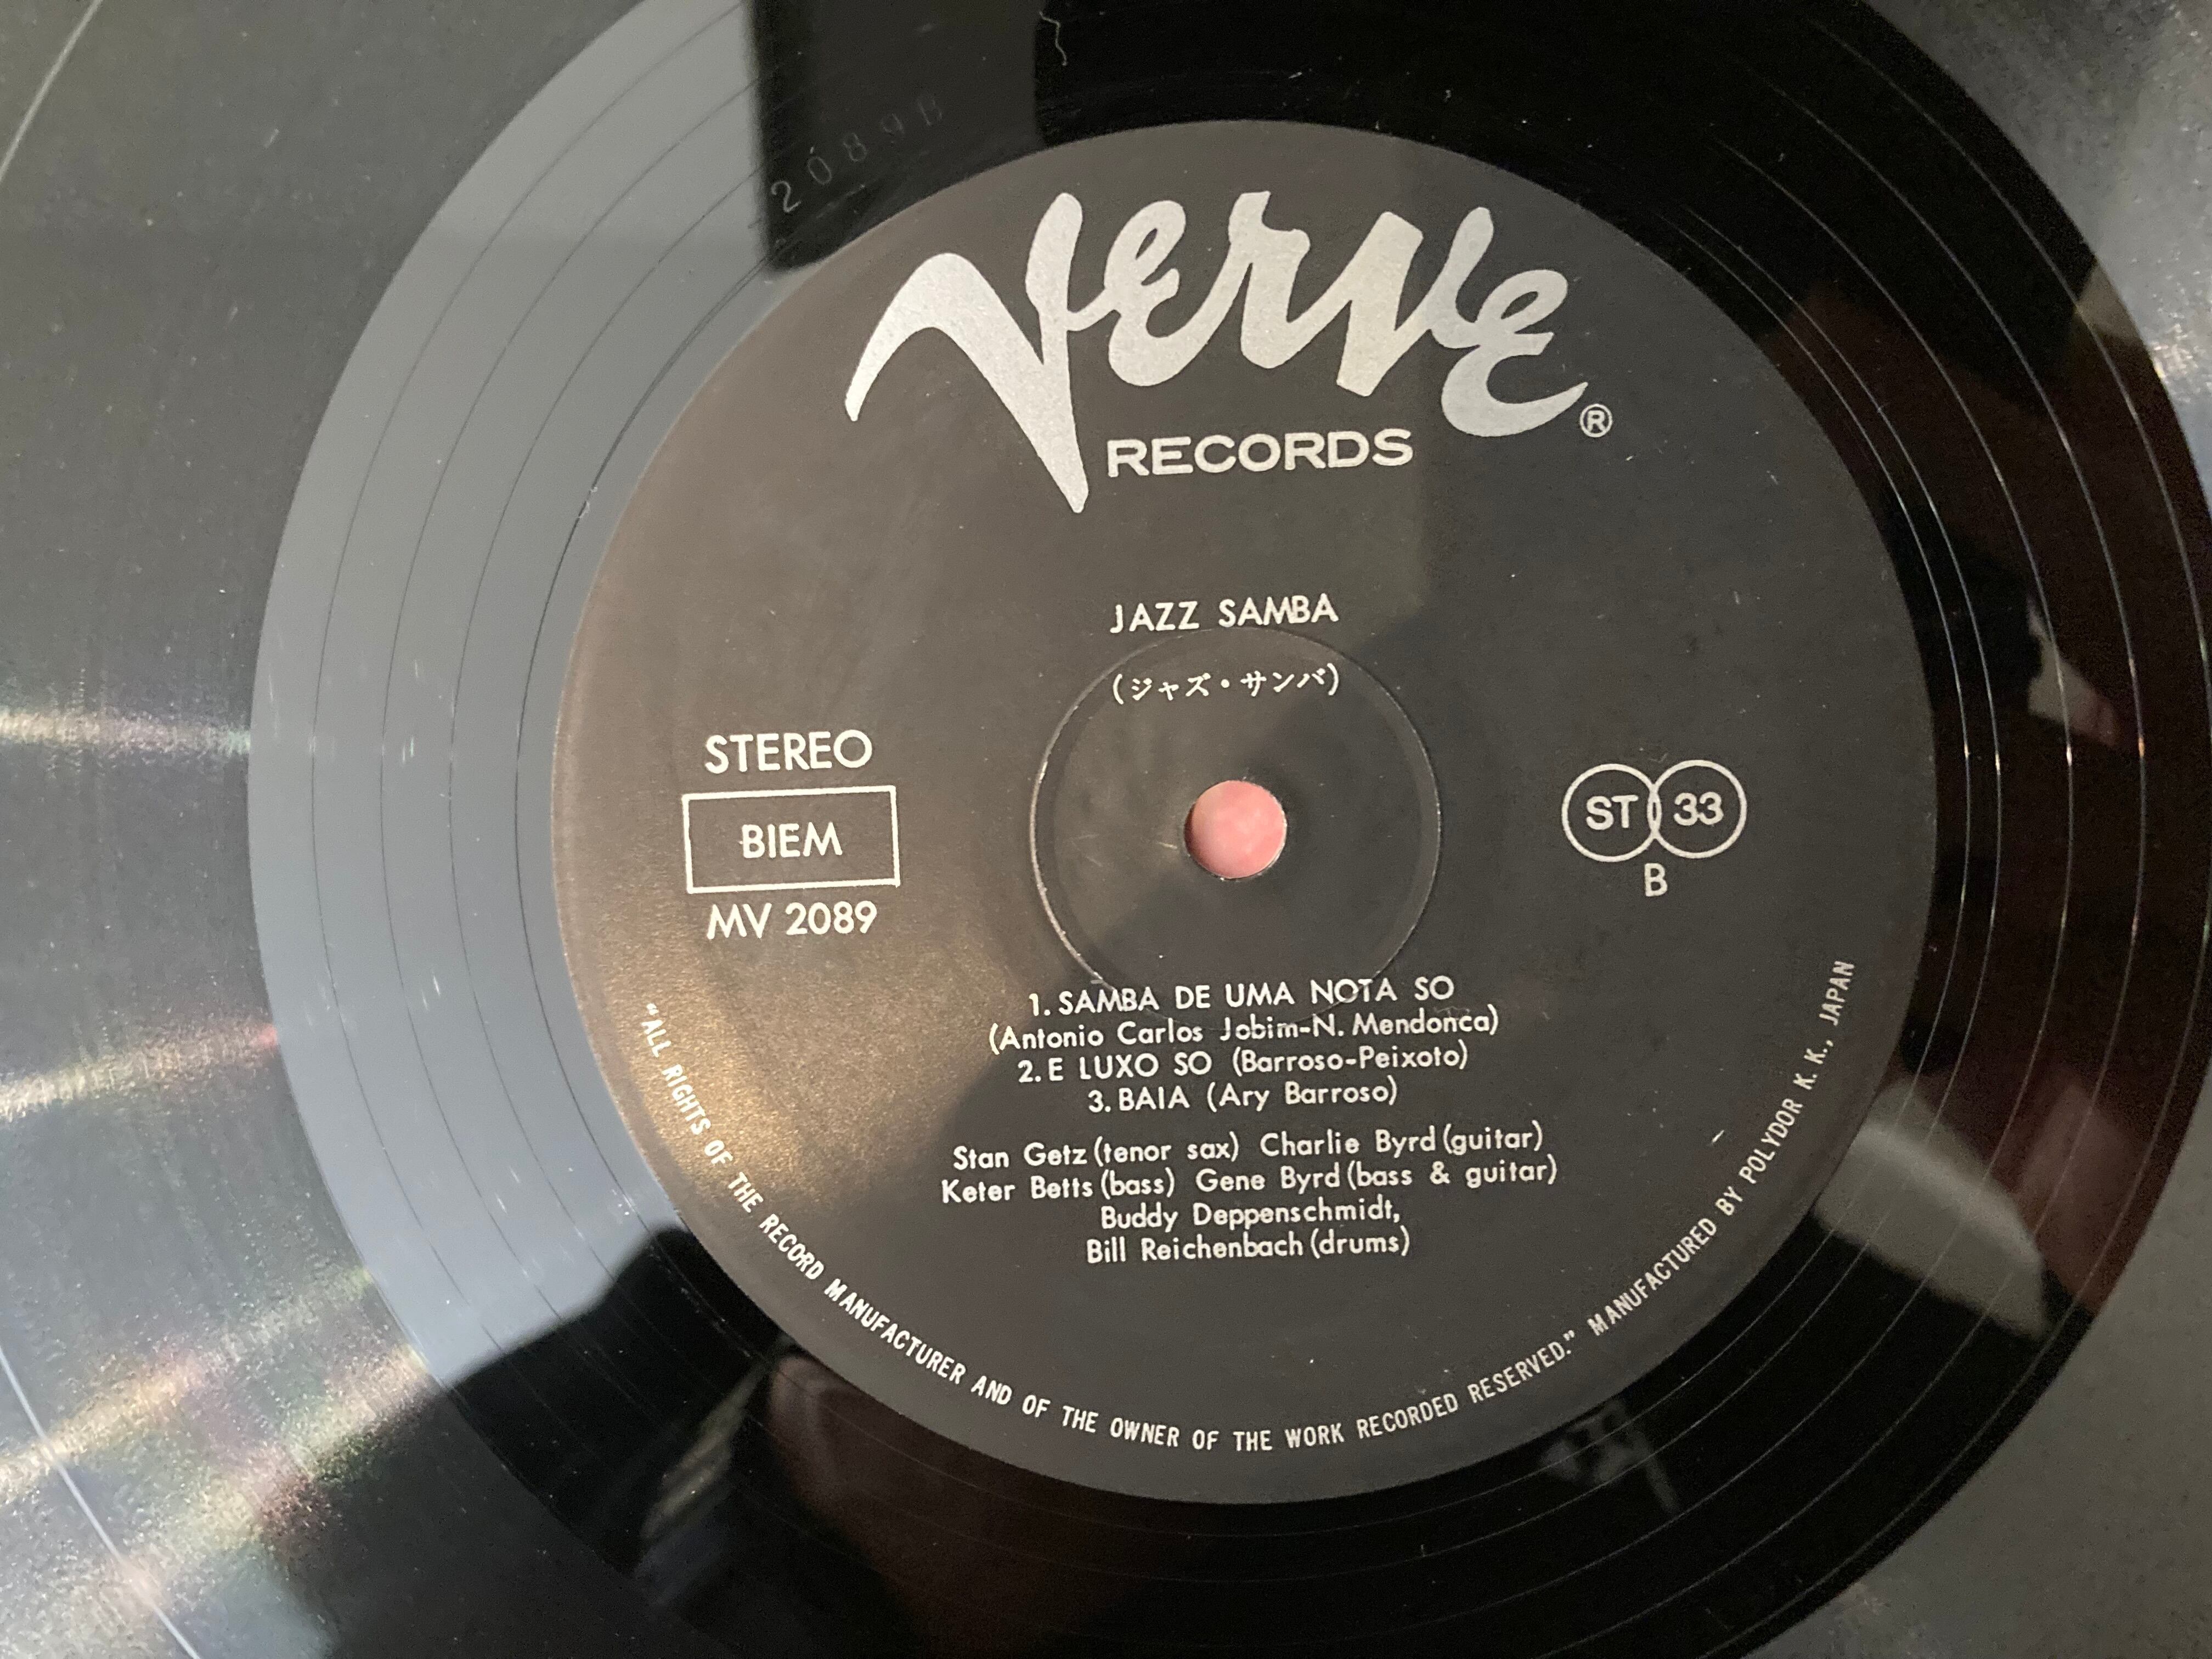 2089B
Verve
RECORDS
®
JAZZ SAMBA
(ジャズ・サンバ)
STEREO
BIEM
MV 2089
ST 33
B
1. SAMBA DE UMA NOTA SO
(Antonio Carlos Jobim-N. Mendonca)
2. E LUXO SO (Barroso-Peixoto)
3. BAIA (Ary Barroso)
Stan Getz (tenor sax) Charlie Byrd (guitar)
Keter Betts (bass) Gene Byrd (bass & guitar)
Buddy Deppenschmidt,
Bill Reichenbach (drums)
"ALL RIGHTS OF THE RECORD MANUFACTURER AND OF THE OWNER OF THE WORK RECORDED RESERVED." MANUFACTURED BY POLYDOR K. K., JAPAN